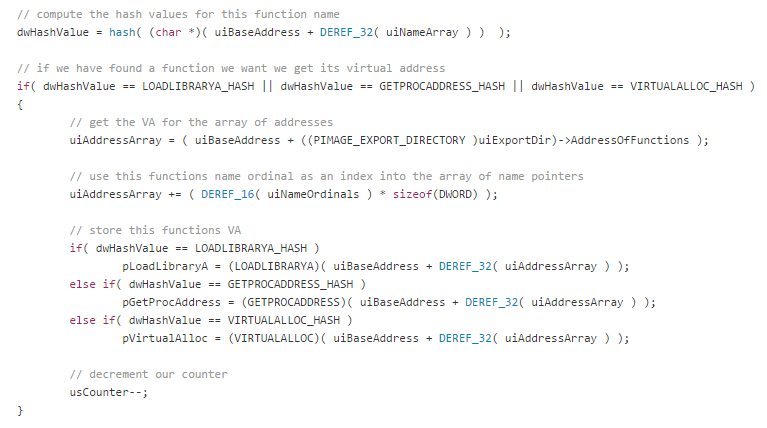 // compute the hash values for this function name
dwHashValue = hash( (char *)( uiBaseAddress + DEREF_32( uiNameArray ) )  );
// if we have found a function we want we get its virtual address
if( dwHashValue == LOADLIBRARYA_HASH || dwHashValue == GETPROCADDRESS_HASH || dwHashValue == VIRTUALALLOC_HASH )
{
// get the VA for the array of addresses
uiAddressArray = ( uiBaseAddress + ((PIMAGE_EXPORT_DIRECTORY )uiExportDir)->AddressOfFunctions );
// use this functions name ordinal as an index into the array of name pointers
uiAddressArray += ( DEREF_16( uiNameOrdinals ) * sizeof(DWORD) );
// store this functions VA
if( dwHashValue == LOADLIBRARYA_HASH )
pLoadLibraryA = (LOADLIBRARYA)( uiBaseAddress + DEREF_32( uiAddressArray ) );
else if( dwHashValue == GETPROCADDRESS_HASH )
pGetProcAddress = (GETPROCADDRESS)( uiBaseAddress + DEREF_32( uiAddressArray ) );
else if( dwHashValue == VIRTUALALLOC_HASH )
pVirtualAlloc = (VIRTUALALLOC)( uiBaseAddress + DEREF_32( uiAddressArray ) );
// decrement our counter
usCounter--;
}